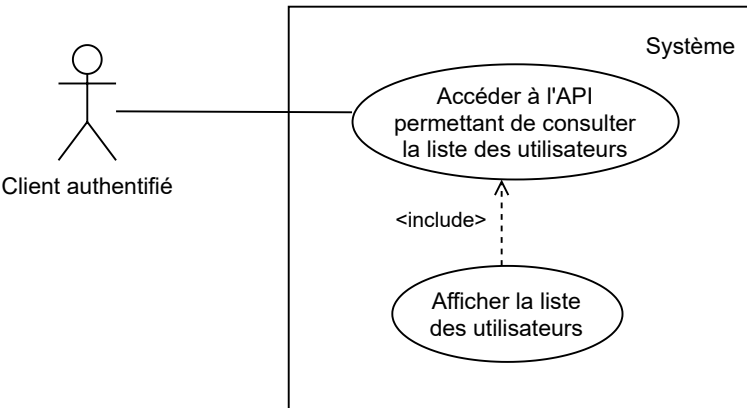 Système
Accéder à l'API
permettant de consulter
la liste des utilisateurs
Client authentifié
<include>
Afficher la liste
des utilisateurs